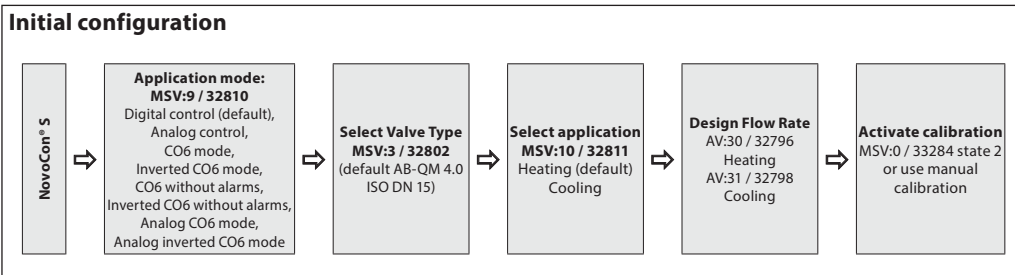 Initial configuration
NovoCon® S
Application mode:
MSV:9 / 32810
Digital control (default),
Analog control,
CO6 mode,
Inverted CO6 mode,
CO6 without alarms,
Inverted CO6 without alarms,
Analog CO6 mode,
Analog inverted CO6 mode
Select Valve Type
MSV:3 / 32802
(default AB-QM 4.0
ISO DN 15)
Select application
MSV:10 / 32811
Heating (default)
Cooling
Design Flow Rate
AV:30 / 32796
Heating
AV:31 / 32798
Cooling
Activate calibration
MSV:0 / 33284 state 2
or use manual
calibration